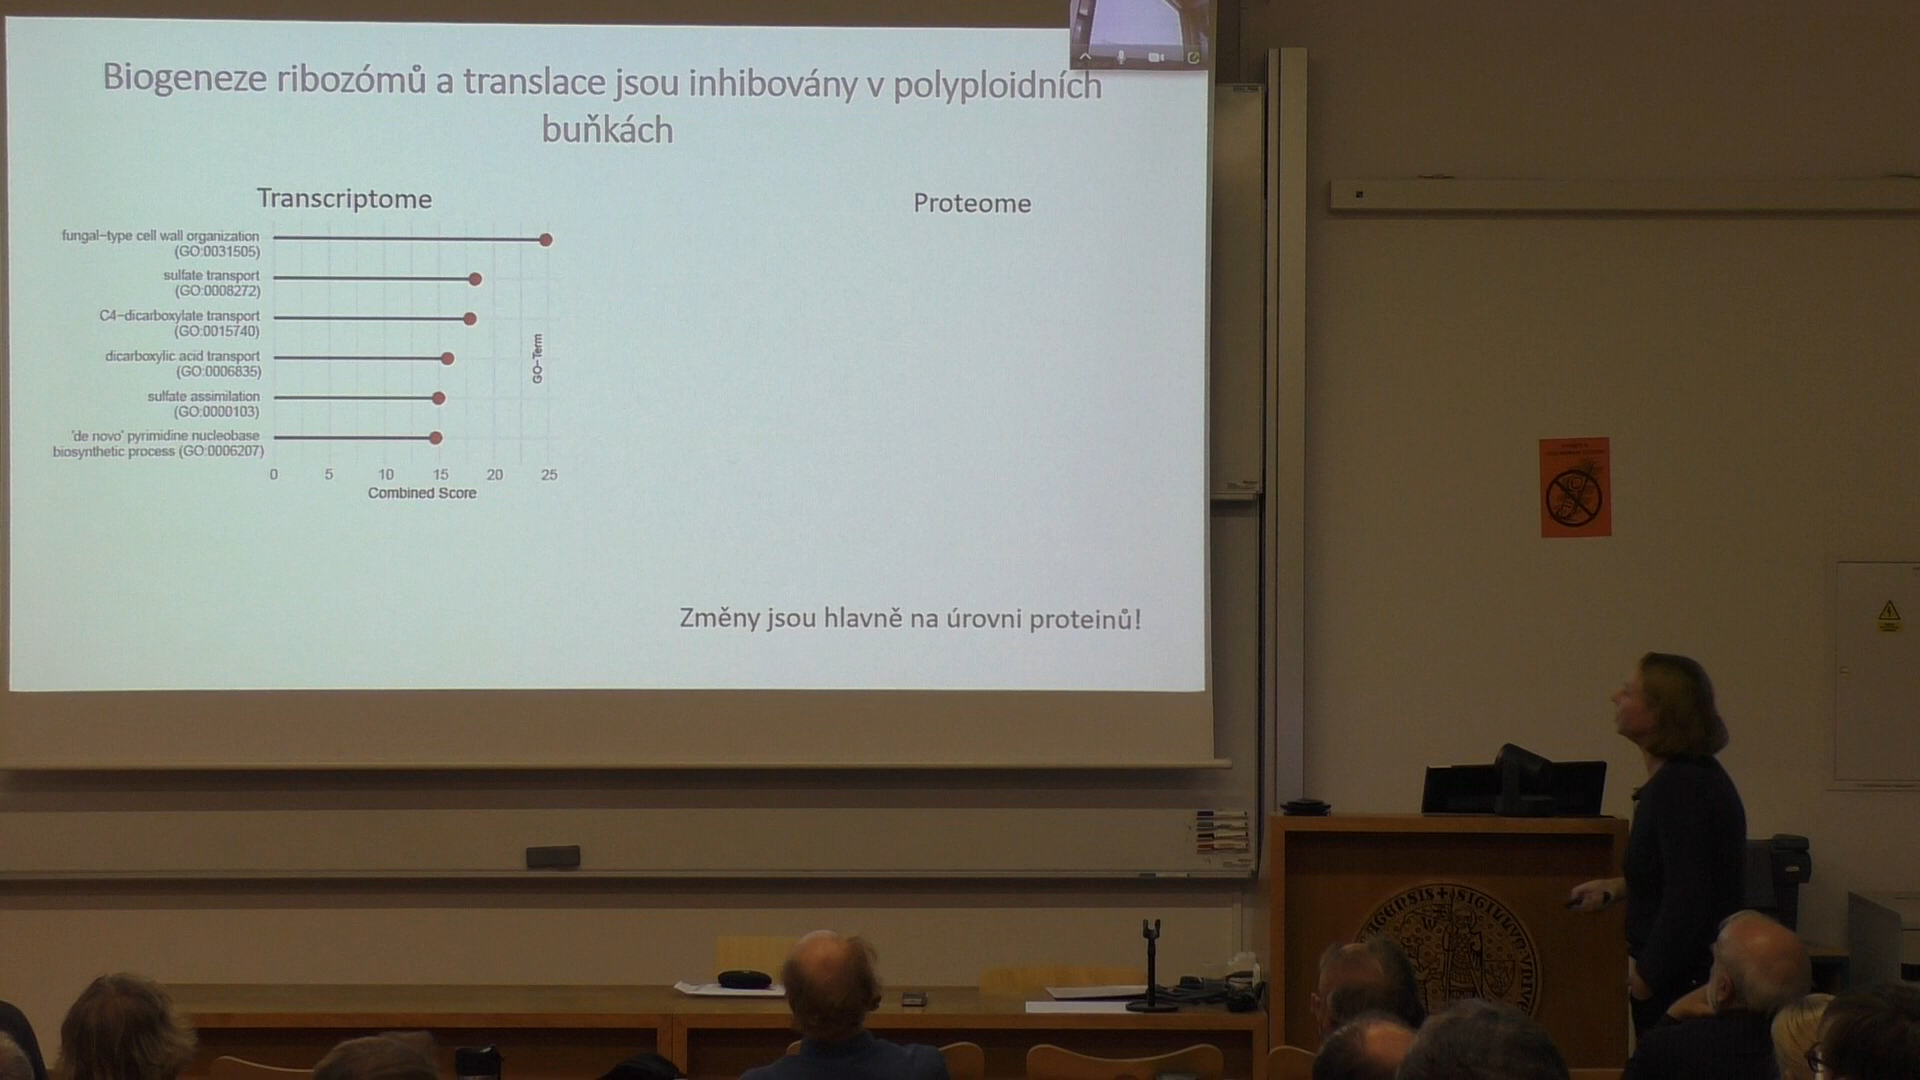 Biogeneze ribozómů a translace jsou inhibovány v polyploidních
buňkách
Transcriptome
Proteome
fungal-type cell wall organization
(GO:0031505)
sulfate transport
(GO:0008272)
C4-dicarboxylate transport
(GO:0015740)
dicarboxylic acid transport
(GO:0006835)
sulfate assimilation
(GO:0000103)
'de novo' pyrimidine nucleobase
biosynthetic process (GO:0006207)
GO-Term
0 5 10 15 20 25
Combined Score
Změny jsou hlavně na úrovni proteinů!